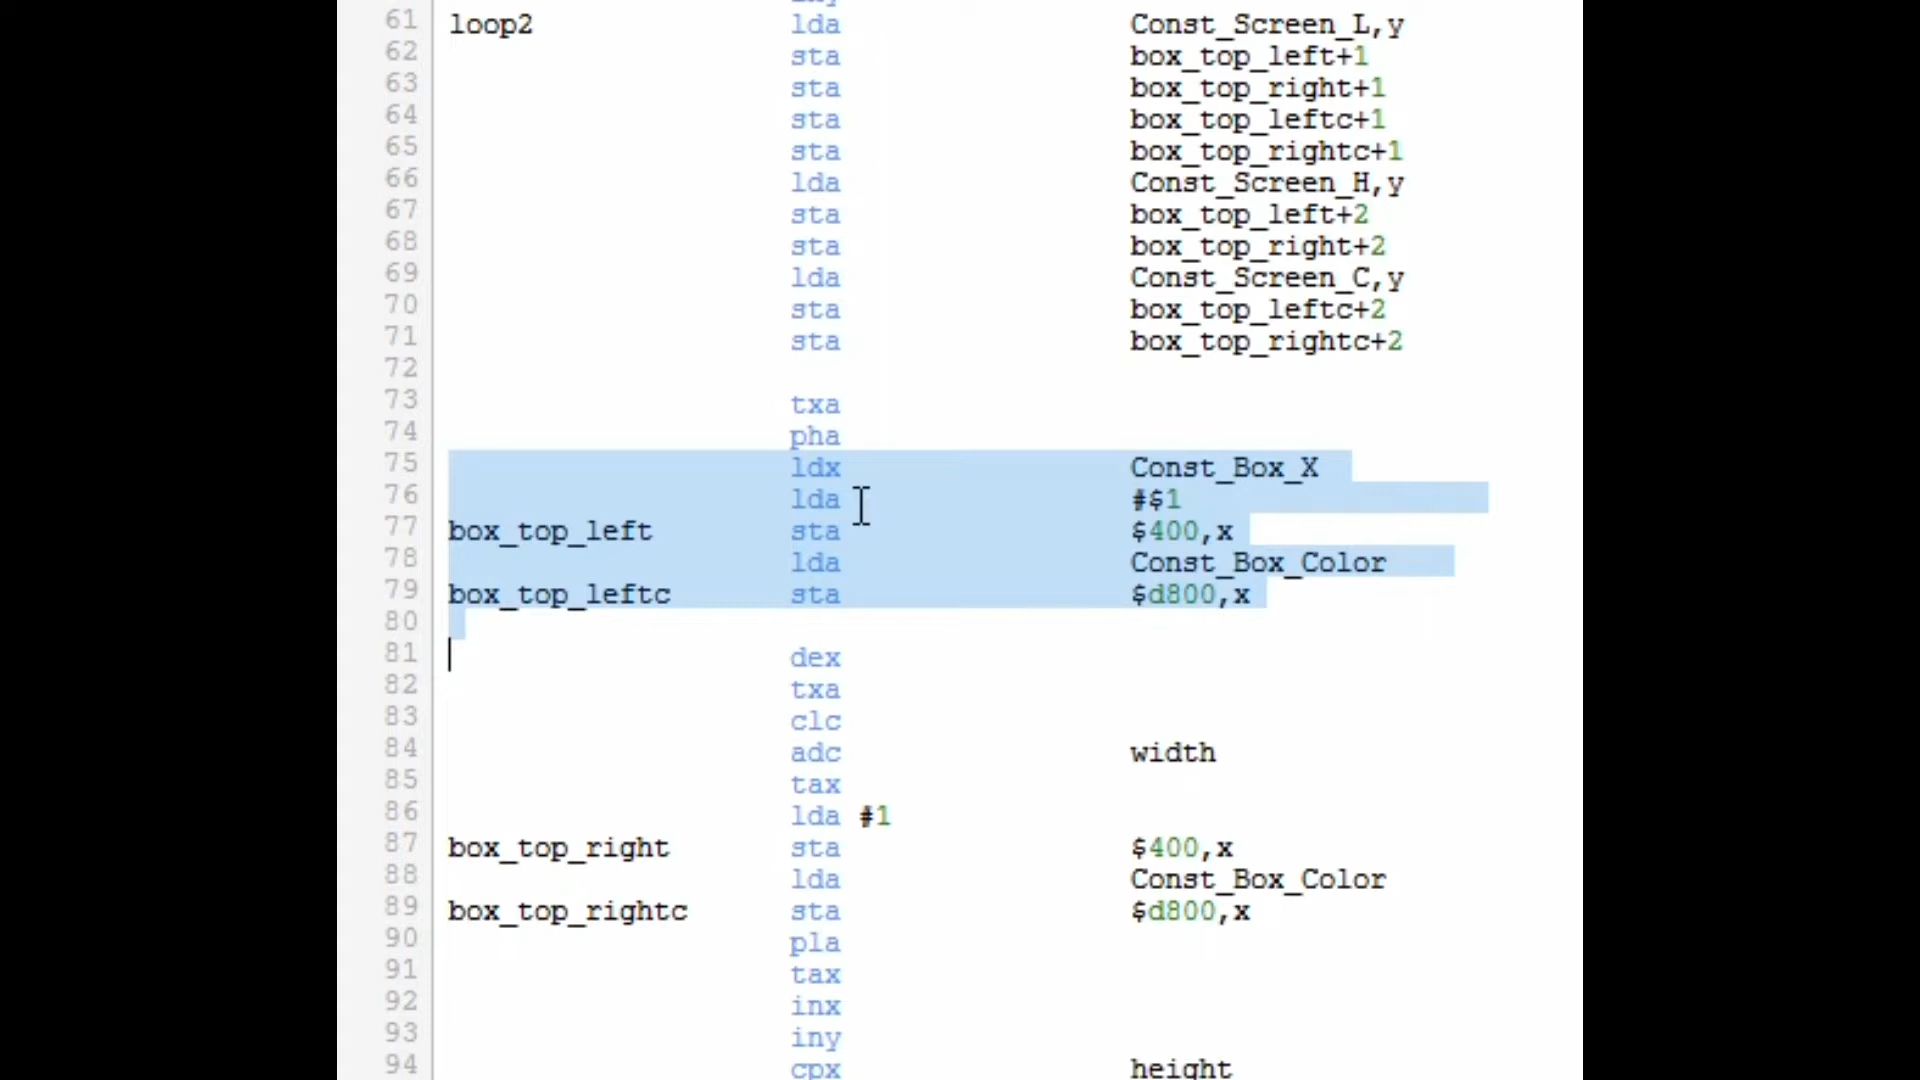 61 loop2 lda Const_Screen_L,y
62 sta box_top_left+1
63 sta box_top_right+1
64 sta box_top_leftc+1
65 sta box_top_rightc+1
66 lda Const_Screen_H,y
67 sta box_top_left+2
68 sta box_top_right+2
69 lda Const_Screen_C,y
70 sta box_top_leftc+2
71 sta box_top_rightc+2
72
73 txa
74 pha
75 ldx Const_Box_X
76 lda #$1
77 box_top_left sta $400,x
78 lda Const_Box_Color
79 box_top_leftc sta $d800,x
80
81 dex
82 txa
83 clc
84 adc width
85 tax
86 lda #1
87 box_top_right sta $400,x
88 lda Const_Box_Color
89 box_top_rightc sta $d800,x
90 pla
91 tax
92 inx
93 iny
94 cpx height